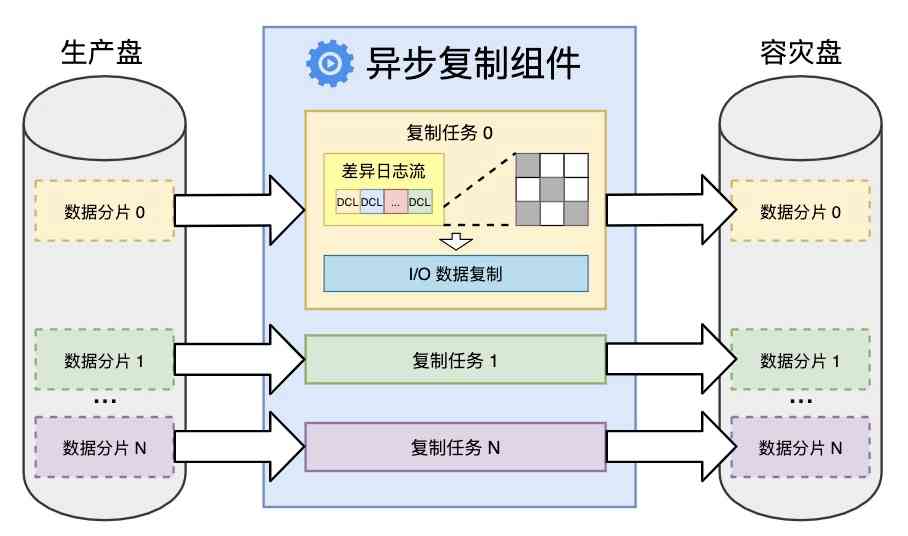 生产盘
异步复制组件
容灾盘
复制任务 0
差异日志流
DCL DCL ... DCL
I/O 数据复制
数据分片 0
数据分片 0
数据分片 1
复制任务 1
数据分片 1
...
...
数据分片 N
复制任务 N
数据分片 N